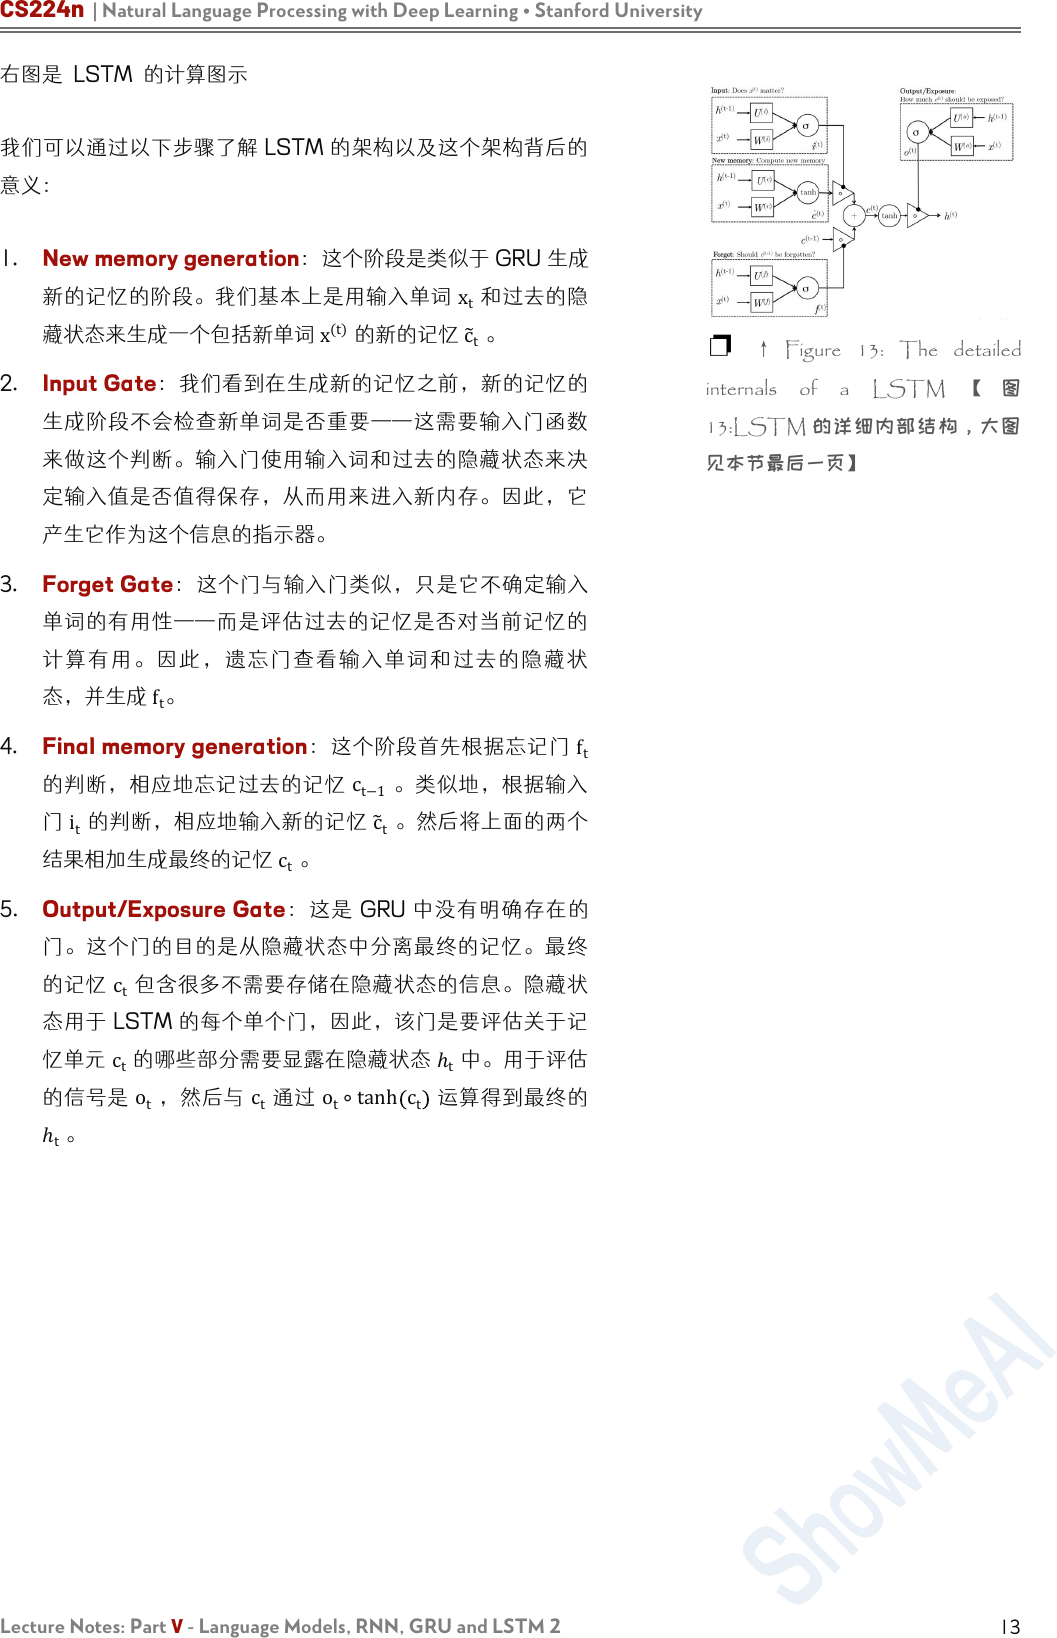 CS224n | Natural Language Processing with Deep Learning • Stanford University
右图是 LSTM 的计算图示
我们可以通过以下步骤了解 LSTM 的架构以及这个架构背后的
意义：
1. New memory generation：这个阶段是类似于 GRU 生成
新的记忆的阶段。我们基本上是用输入单词 xₜ 和过去的隐
藏状态来生成一个包括新单词 x⁽ᵗ⁾ 的新的记忆 c̃ₜ 。
2. Input Gate：我们看到在生成新的记忆之前，新的记忆的
生成阶段不会检查新单词是否重要——这需要输入门函数
来做这个判断。输入门使用输入词和过去的隐藏状态来决
定输入值是否值得保存，从而用来进入新内存。因此，它
产生它作为这个信息的指示器。
3. Forget Gate：这个门与输入门类似，只是它不确定输入
单词的有用性——而是评估过去的记忆是否对当前记忆的
计算有用。因此，遗忘门查看输入单词和过去的隐藏状
态，并生成 fₜ。
4. Final memory generation：这个阶段首先根据忘记门 fₜ
的判断，相应地忘记过去的记忆 cₜ₋₁ 。类似地，根据输入
门 iₜ 的判断，相应地输入新的记忆 c̃ₜ 。然后将上面的两个
结果相加生成最终的记忆 cₜ 。
5. Output/Exposure Gate：这是 GRU 中没有明确存在的
门。这个门的目的是从隐藏状态中分离最终的记忆。最终
的记忆 cₜ 包含很多不需要存储在隐藏状态的信息。隐藏状
态用于 LSTM 的每个单个门，因此，该门是要评估关于记
忆单元 cₜ 的哪些部分需要显露在隐藏状态 hₜ 中。用于评估
的信号是 oₜ ，然后与 cₜ 通过 oₜ∘tanh(cₜ) 运算得到最终的
hₜ 。
Input: Does x⁽ᵗ⁾ matter?
h(t-1) U(i)
σ
x(t) W(i)
i(t)
New memory: Compute new memory
h(t-1) U(c)
tanh
x(t) W(c)
c̃(t)
c(t-1)
Forget: Should c(t-1) be forgotten?
h(t-1) U(f)
σ
x(t) W(f)
f(t)
+ c(t) tanh h(t)
Output/Exposure:
How much c(t) should be exposed?
U(o) h(t-1)
σ
W(o) x(t)
o(t)
↑ Figure 13: The detailed
internals of a LSTM【图
13:LSTM 的详细内部结构，大图
见本节最后一页】
ShowMeAI
Lecture Notes: Part V - Language Models, RNN, GRU and LSTM 2
13